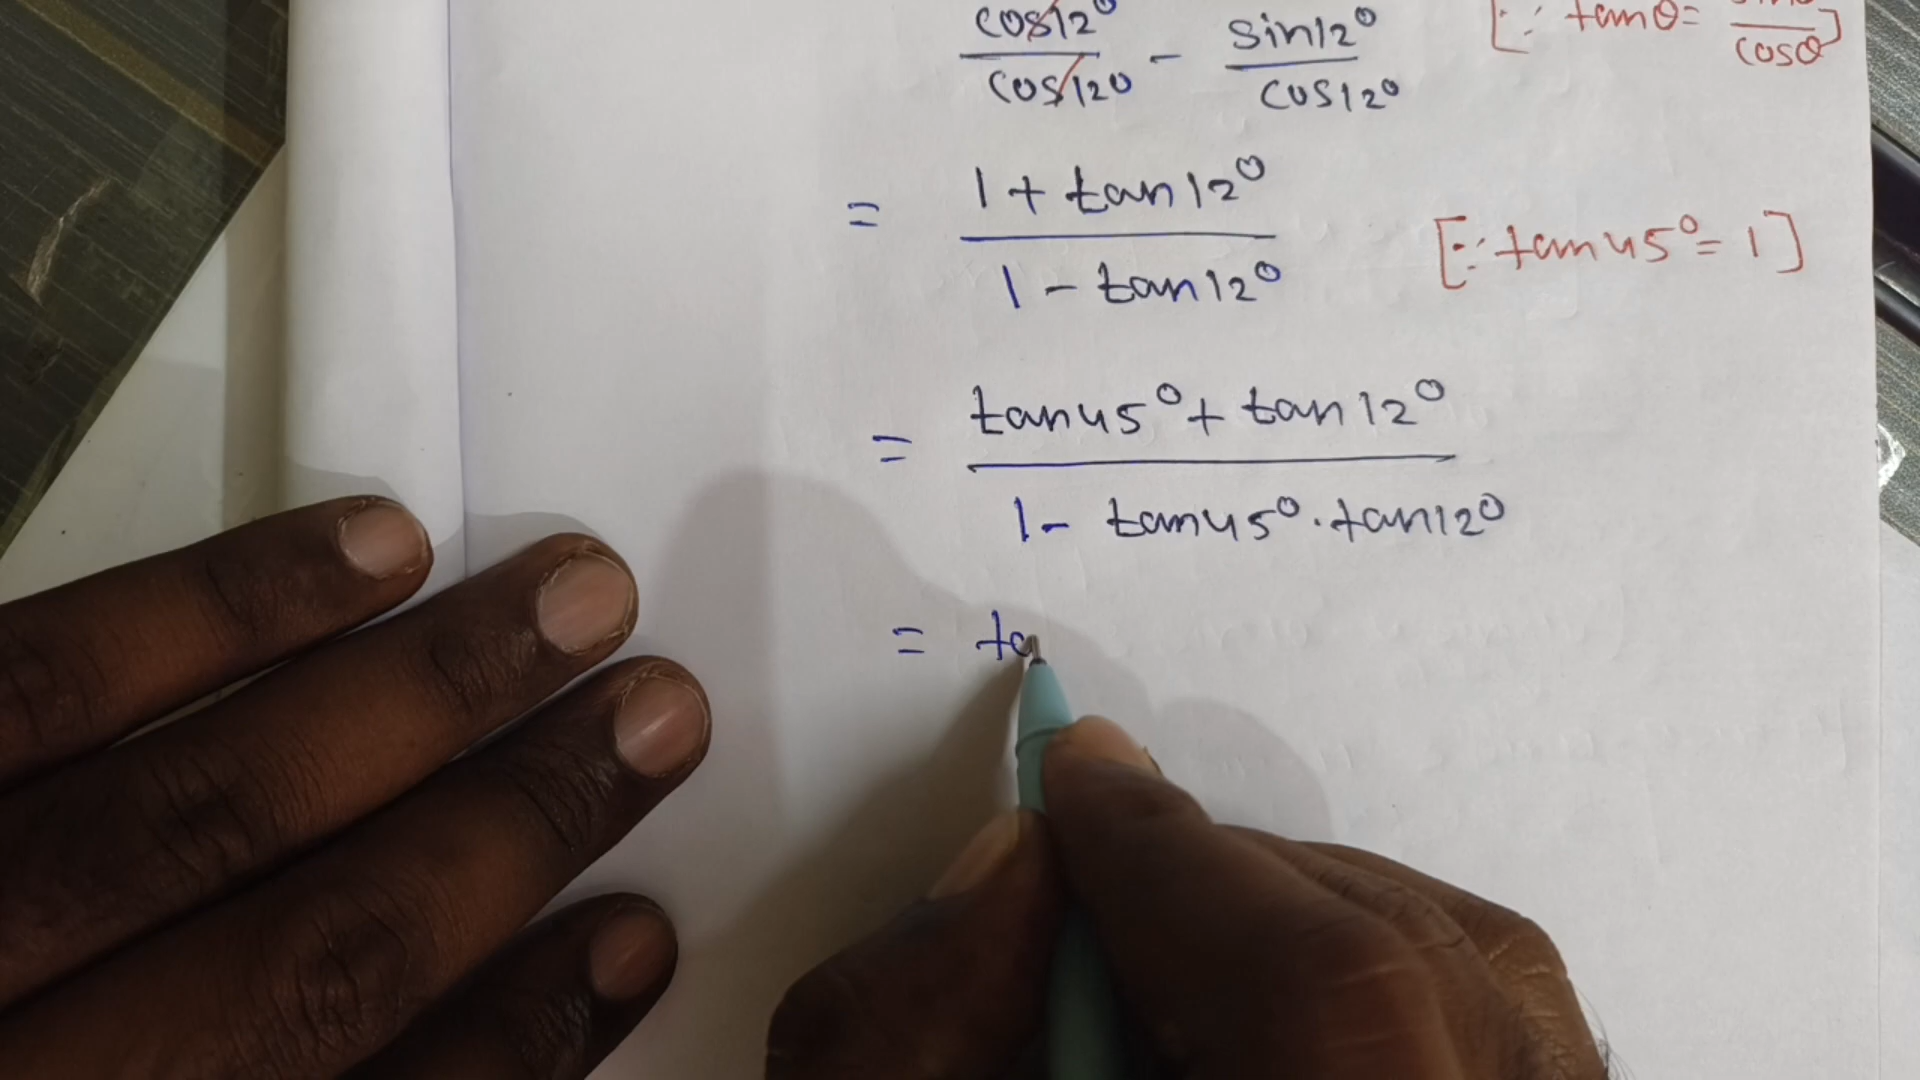 cos12° / cos12° - sin12° / cos12° [∵ tanθ = sinθ / cosθ]
= 1 + tan12° / 1 - tan12° [∵ tan45° = 1]
= tan45° + tan12° / 1 - tan45° . tan12°
= ta